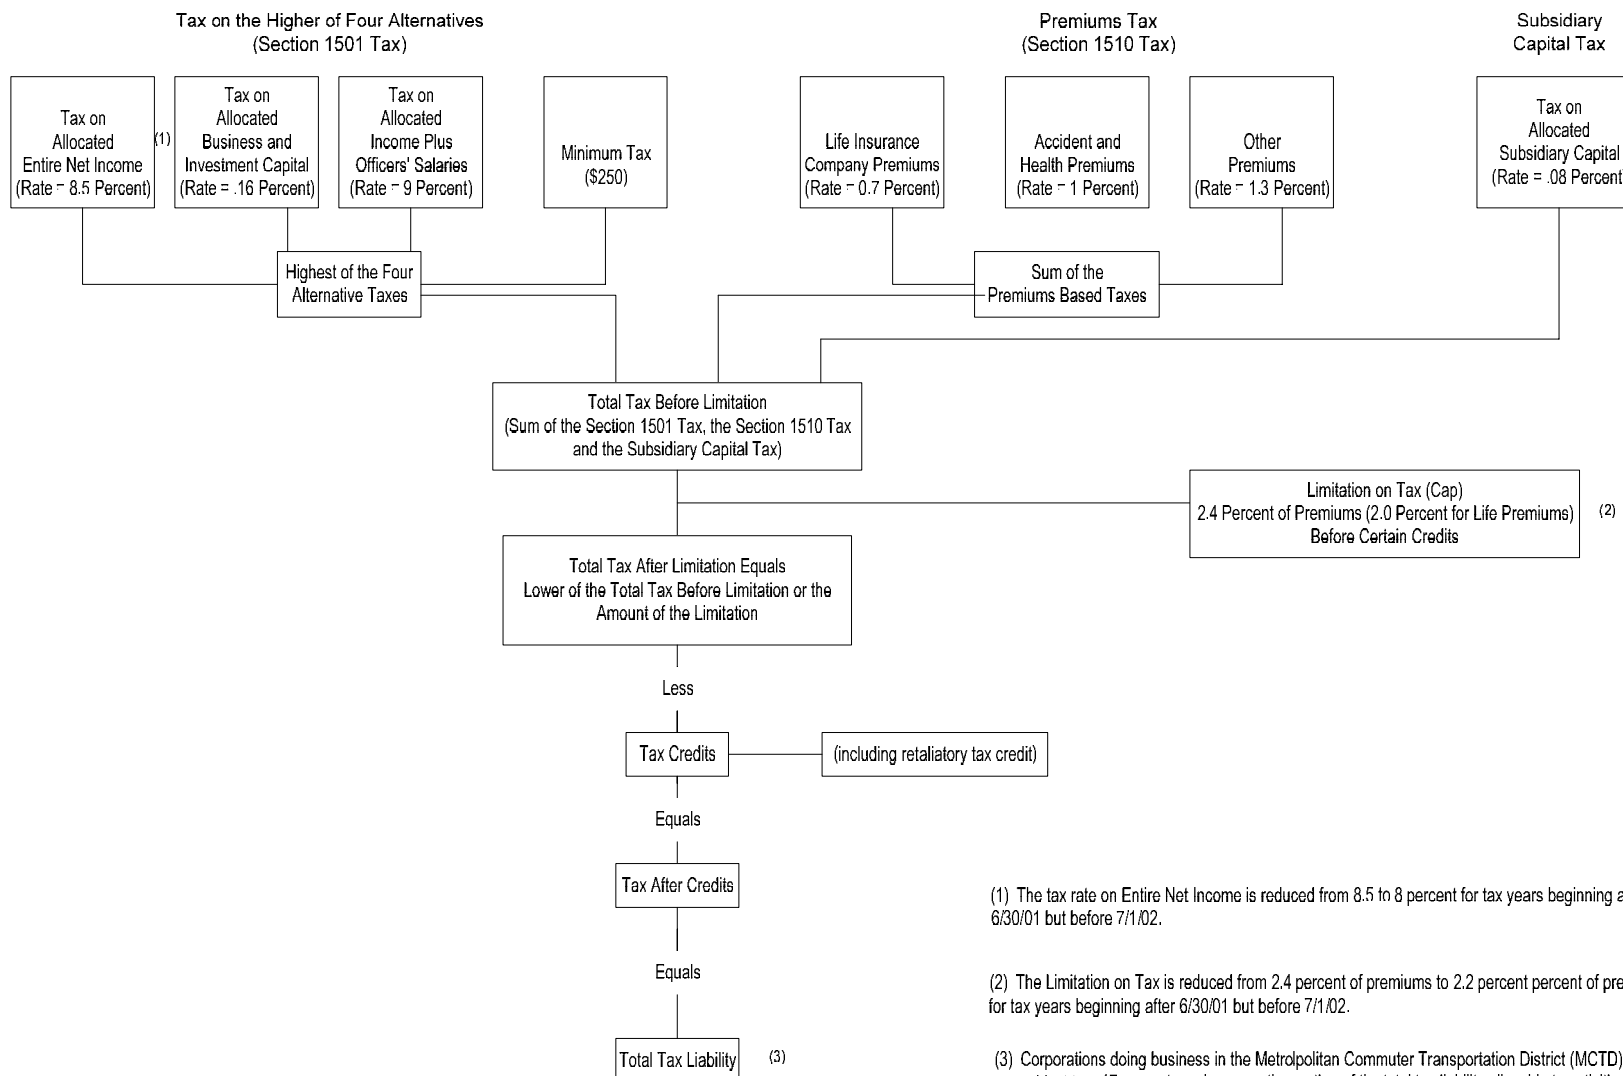 Tax on the Higher of Four Alternatives
(Section 1501 Tax)
Premiums Tax
(Section 1510 Tax)
Subsidiary
Capital Tax
Tax on
Allocated
Entire Net Income
(Rate = 8.5 Percent)
(1)
Tax on
Allocated
Business and
Investment Capital
(Rate = .16 Percent)
Tax on
Allocated
Income Plus
Officers' Salaries
(Rate = 9 Percent)
Minimum Tax
($250)
Life Insurance
Company Premiums
(Rate = 0.7 Percent)
Accident and
Health Premiums
(Rate = 1 Percent)
Other
Premiums
(Rate = 1.3 Percent)
Tax on
Allocated
Subsidiary Capital
(Rate = .08 Percent
Highest of the Four
Alternative Taxes
Sum of the
Premiums Based Taxes
Total Tax Before Limitation
(Sum of the Section 1501 Tax, the Section 1510 Tax
and the Subsidiary Capital Tax)
Limitation on Tax (Cap)
2.4 Percent of Premiums (2.0 Percent for Life Premiums)
Before Certain Credits
(2)
Total Tax After Limitation Equals
Lower of the Total Tax Before Limitation or the
Amount of the Limitation
Less
Tax Credits
(including retaliatory tax credit)
Equals
Tax After Credits
Equals
Total Tax Liability
(3)
(1) The tax rate on Entire Net Income is reduced from 8.5 to 8 percent for tax years beginning
6/30/01 but before 7/1/02.
(2) The Limitation on Tax is reduced from 2.4 percent of premiums to 2.2 percent percent of
for tax years beginning after 6/30/01 but before 7/1/02.
(3) Corporations doing business in the Metrolpolitan Commuter Transportation District (MCTD)